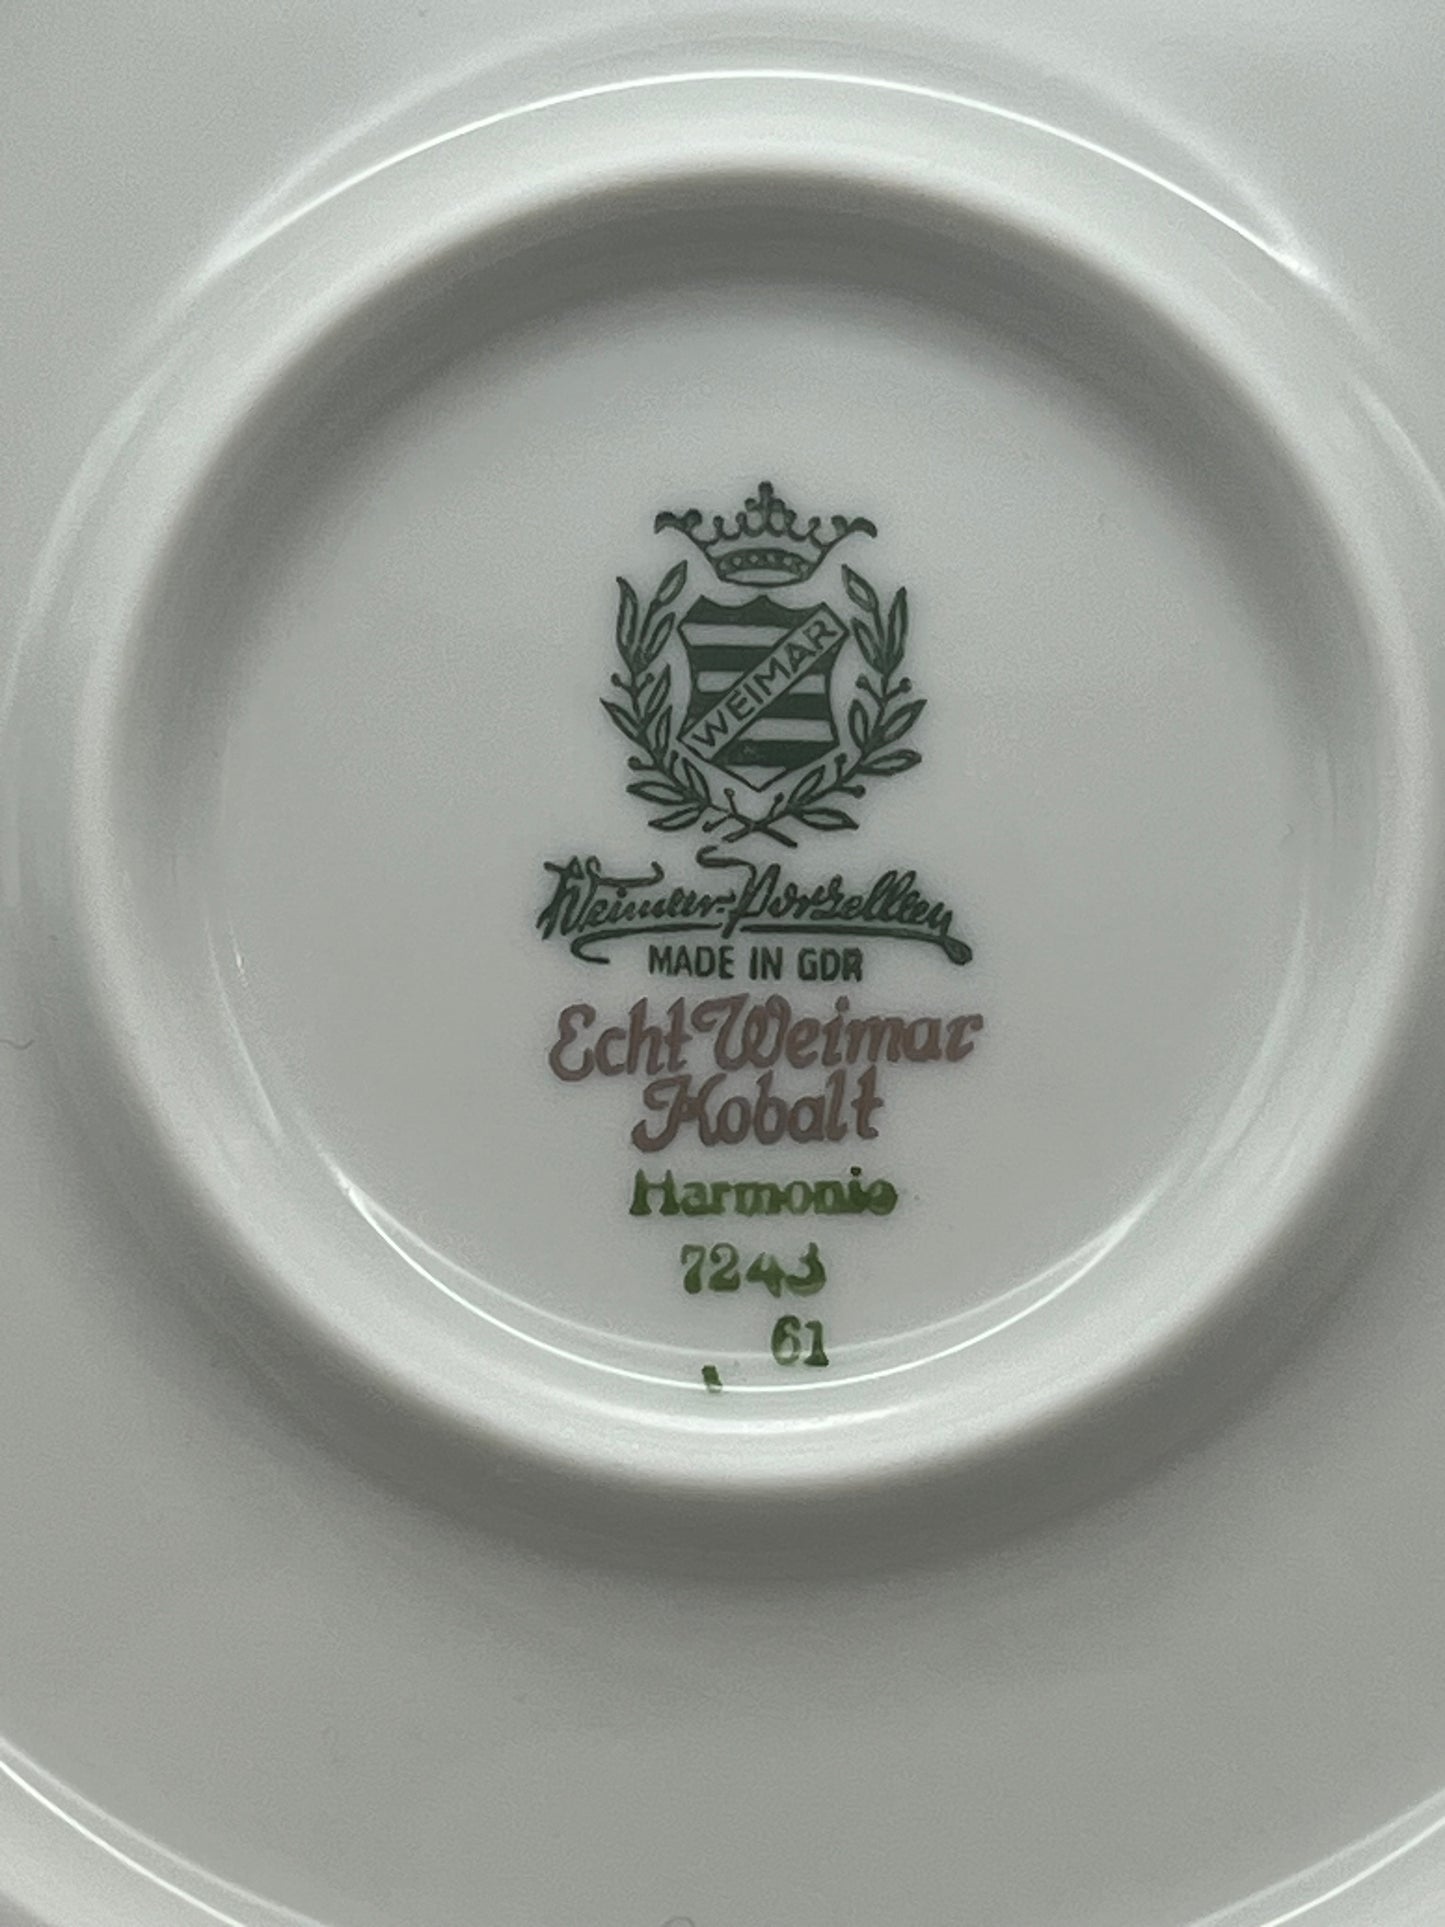 WEIMAR
Weimar-Porzellan
MADE IN GDR
Echt Weimar
Kobalt
Harmonie
7243
61